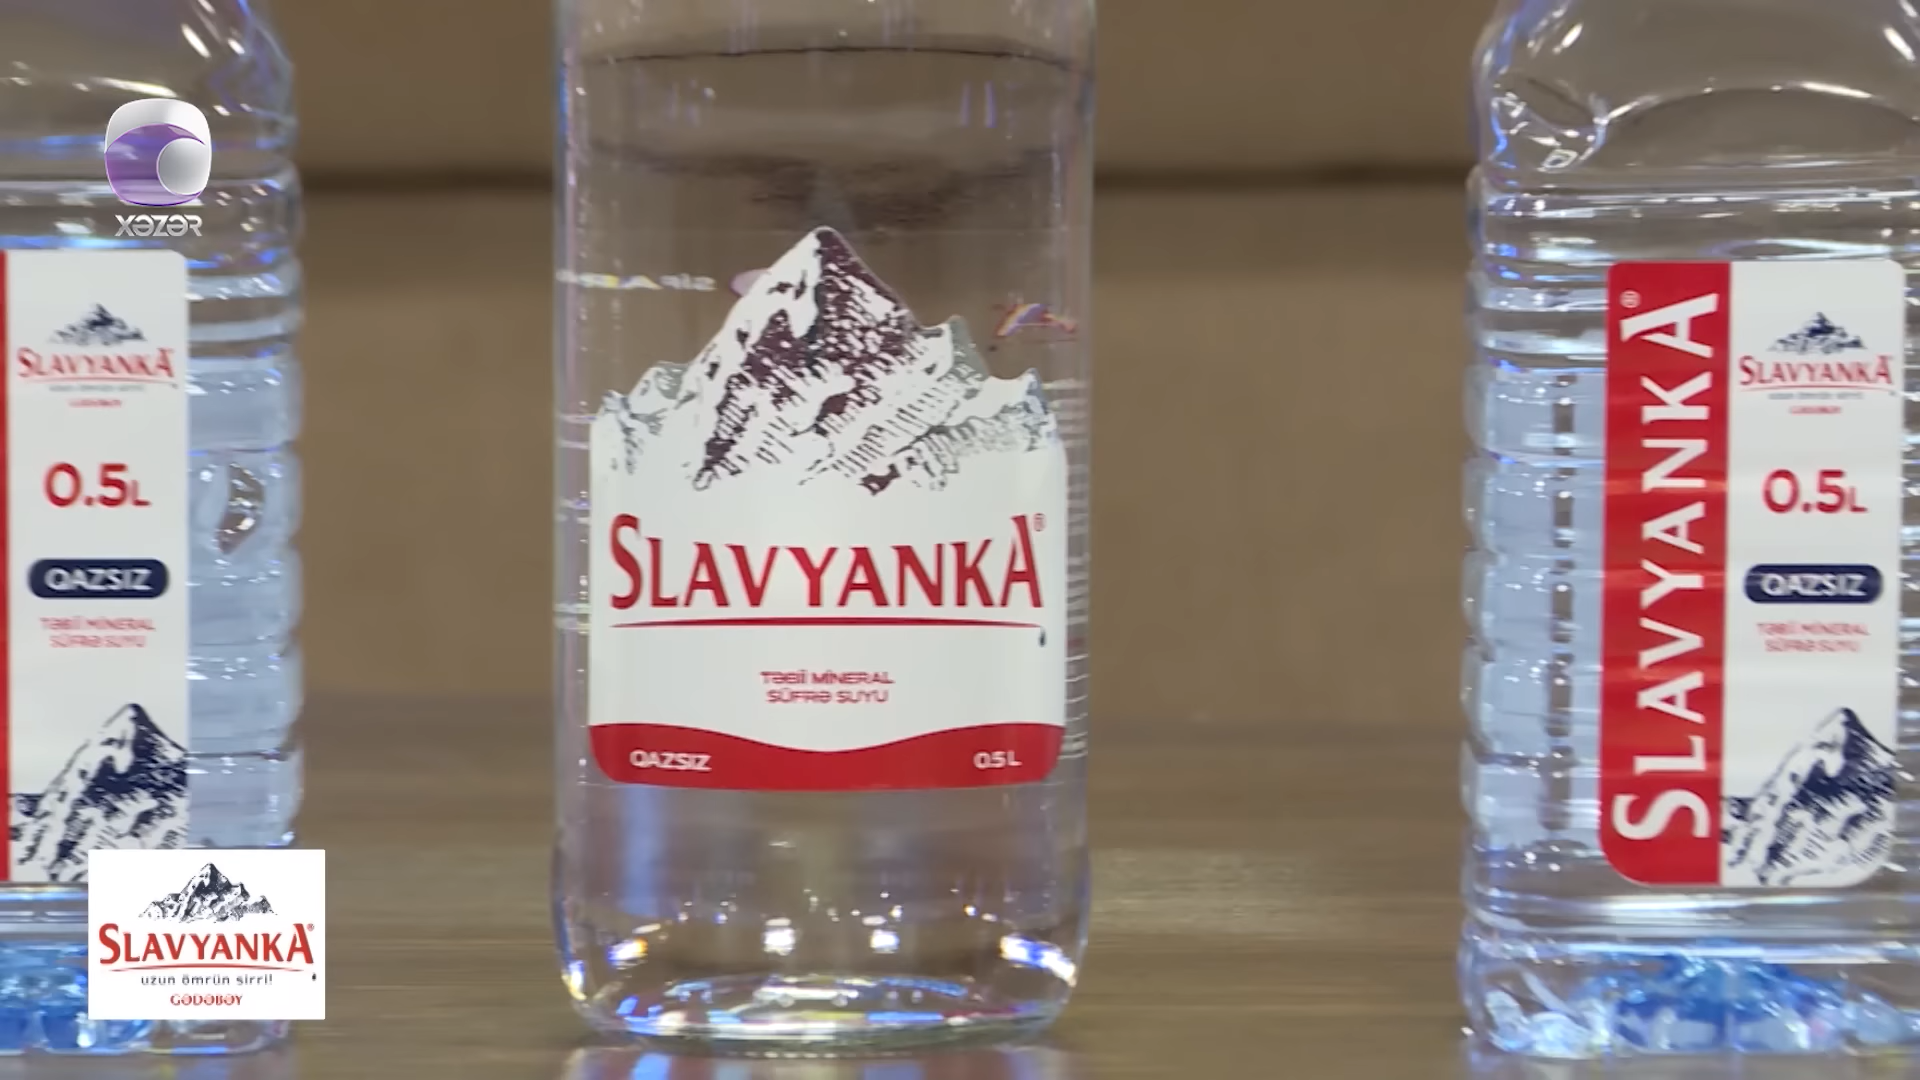 XƏZƏR
SLAVYANKA
0.5L
QAZSIZ
TƏBİİ MİNERAL
SÜFRƏ SUYU
SLAVYANKA®
TƏBİİ MİNERAL
SÜFRƏ SUYU
QAZSIZ
0.5 L
SLAVYANKA®
SLAVYANKA
0.5L
QAZSIZ
TƏBİİ MİNERAL
SÜFRƏ SUYU
SLAVYANKA®
uzun ömrün sirri!
GƏDƏBƏY